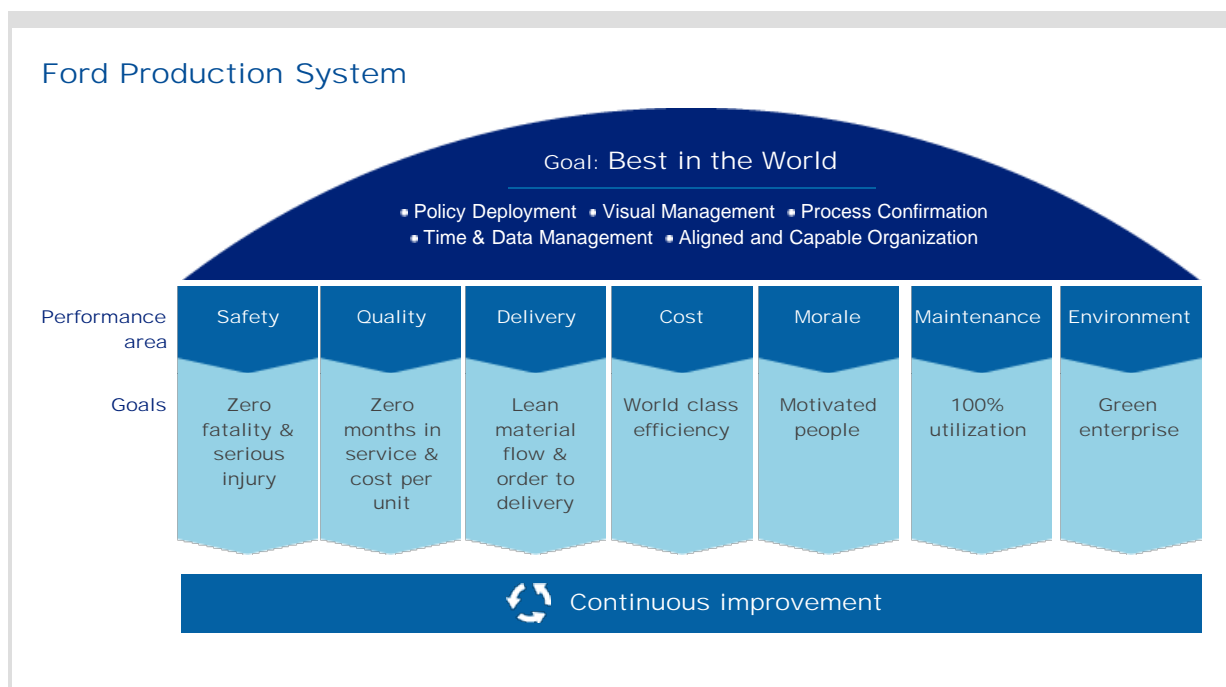 Ford Production System
Goal: Best in the World
• Policy Deployment • Visual Management • Process Confirmation
• Time & Data Management • Aligned and Capable Organization
Performance
area
Safety
Quality
Delivery
Cost
Morale
Maintenance
Environment
Goals
Zero
fatality &
serious
injury
Zero
months in
service &
cost per
unit
Lean
material
flow &
order to
delivery
World class
efficiency
Motivated
people
100%
utilization
Green
enterprise
Continuous improvement